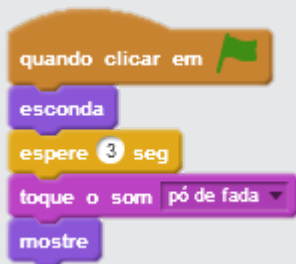 quando clicar em
esconda
espere 3 seg
toque o som pó de fada
mostre